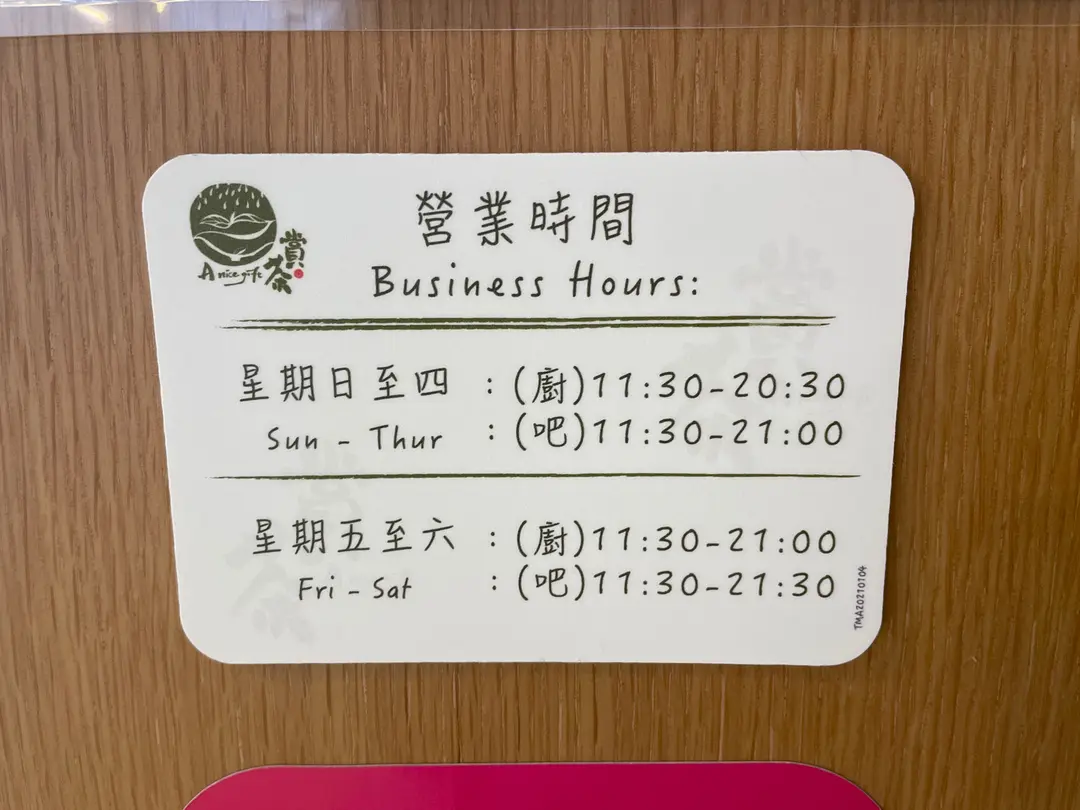 A nice gift
賞茶
營業時間
Business Hours:
星期日至四 : (廚)11:30-20:30
Sun - Thur : (吧)11:30-21:00
星期五至六 : (廚)11:30-21:00
Fri - Sat : (吧)11:30-21:30
TMA20210104